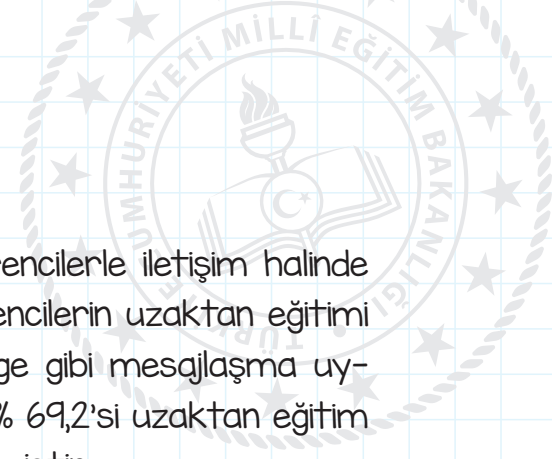 MİLLÎ EĞİTİM BAKANLIĞI
encilerle iletişim halinde
encilerin uzaktan eğitimi
ge gibi mesajlaşma uy-
% 69,2'si uzaktan eğitim